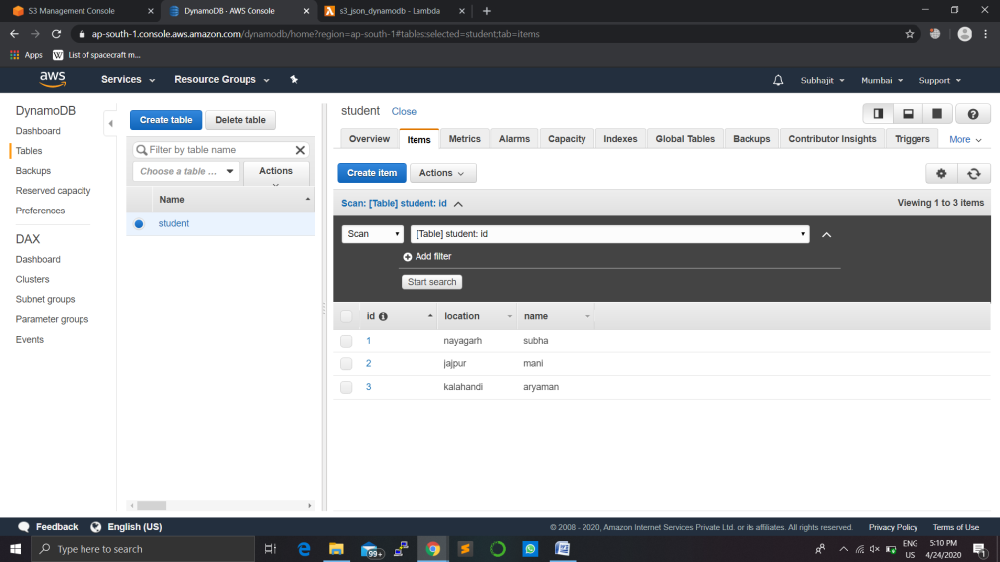 S3 Management Console
DynamoDB · AWS Console
s3_json_dynamodb - Lambda
ap-south-1.console.aws.amazon.com/dynamodb/home?region=ap-south-1#tables:selected=student;tab=items
Apps
W List of spacecraft m...
aws
Services
Resource Groups
Subhajit
Mumbai
Support
DynamoDB
Dashboard
Tables
Backups
Reserved capacity
Preferences
DAX
Dashboard
Clusters
Subnet groups
Parameter groups
Events
Create table
Delete table
Filter by table name
Choose a table ...
Actions
Name
student
student Close
Overview Items Metrics Alarms Capacity Indexes Global Tables Backups Contributor Insights Triggers More
Create item
Actions
Scan: [Table] student: id
Viewing 1 to 3 items
Scan
[Table] student: id
Add filter
Start search
id location name
1 nayagarh subha
2 jajpur mani
3 kalahandi aryaman
Feedback
English (US)
© 2008 - 2020, Amazon Internet Services Private Ltd. or its affiliates. All rights reserved.
Privacy Policy
Terms of Use
Type here to search
99+
ENG
US
5:10 PM
4/24/2020
1